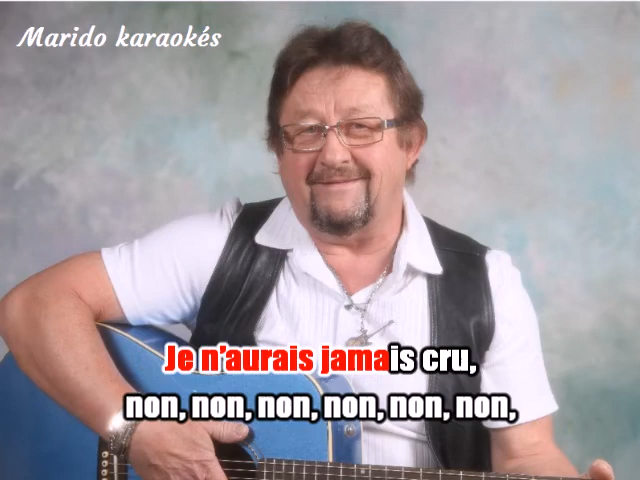 Marido karaokés
Je n'aurais jamais cru,
non, non, non, non, non, non,